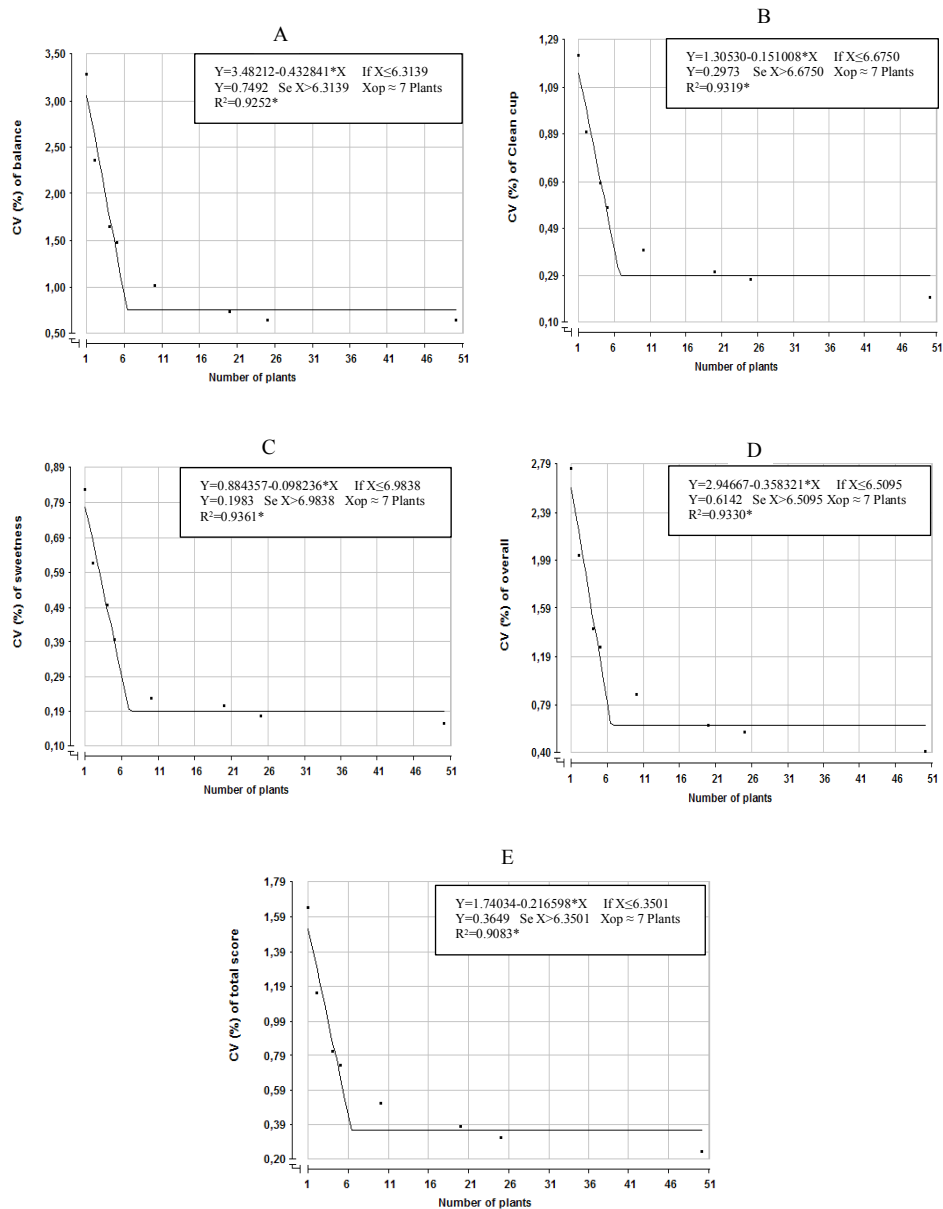 A
3,50
3,00
2,50
2,00
1,50
1,00
0,50
CV (%) of balance
Y=3.48212-0.432841*X If X≤6.3139
Y=0.7492 Se X>6.3139 Xop ≈ 7 Plants
R²=0.9252*
1 6 11 16 21 26 31 36 41 46 51
Number of plants
B
1,29
1,09
0,89
0,69
0,49
0,29
0,10
CV (%) of Clean cup
Y=1.30530-0.151008*X If X≤6.6750
Y=0.2973 Se X>6.6750 Xop ≈ 7 Plants
R²=0.9319*
1 6 11 16 21 26 31 36 41 46 51
Number of plants
C
0,89
0,79
0,69
0,59
0,49
0,39
0,29
0,19
0,10
CV (%) of sweetness
Y=0.884357-0.098236*X If X≤6.9838
Y=0.1983 Se X>6.9838 Xop ≈ 7 Plants
R²=0.9361*
1 6 11 16 21 26 31 36 41 46 51
Number of plants
D
2,79
2,39
1,99
1,59
1,19
0,79
0,40
CV (%) of overall
Y=2.94667-0.358321*X If X≤6.5095
Y=0.6142 Se X>6.5095 Xop ≈ 7 Plants
R²=0.9330*
1 6 11 16 21 26 31 36 41 46 51
Number of plants
E
1,79
1,59
1,39
1,19
0,99
0,79
0,59
0,39
0,20
CV (%) of total score
Y=1.74034-0.216598*X If X≤6.3501
Y=0.3649 Se X>6.3501 Xop ≈ 7 Plants
R²=0.9083*
1 6 11 16 21 26 31 36 41 46 51
Number of plants